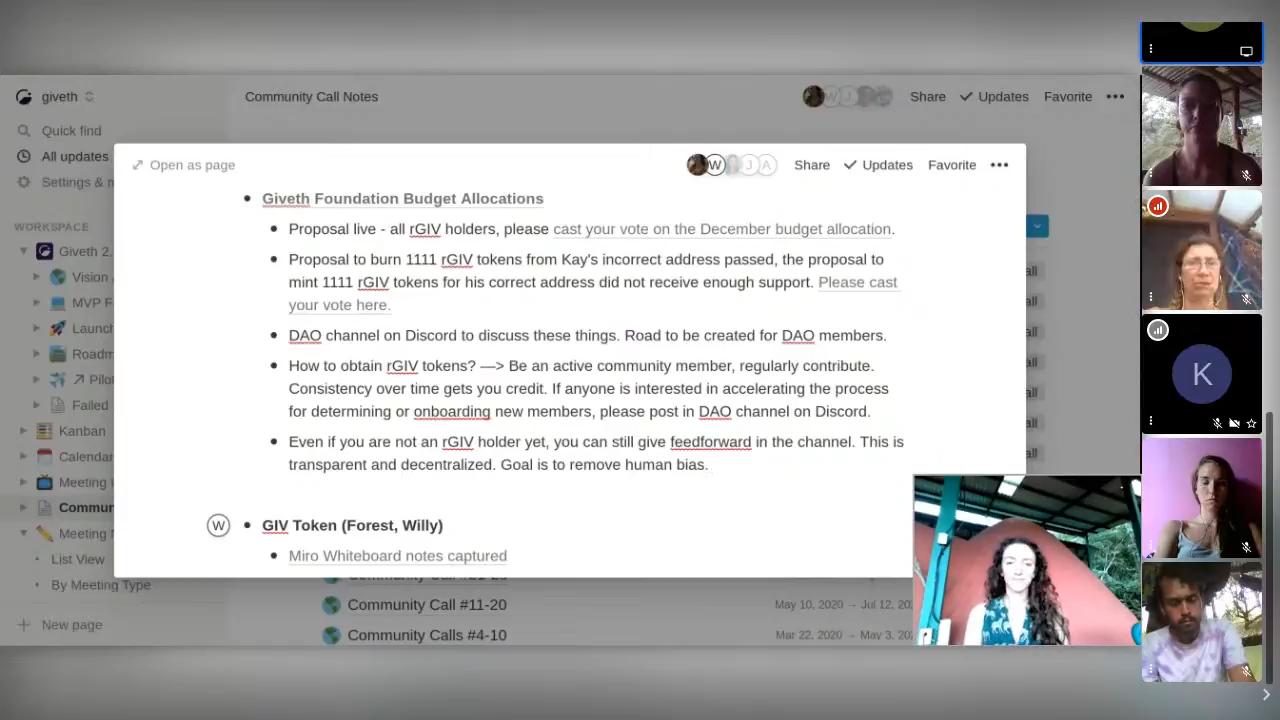 giveth
Community Call Notes
Share
Updates
Favorite
Quick find
All updates
Settings & m
Open as page
W
J
A
Share
Updates
Favorite
WORKSPACE
Giveth 2.
Vision
MVP F
Launch
Roadm
Pilo
Failed
Kanban
Calendar
Meeting
Commun
Meeting
List View
By Meeting Type
New page
Giveth Foundation Budget Allocations
Proposal live - all rGIV holders, please cast your vote on the December budget allocation.
Proposal to burn 1111 rGIV tokens from Kay's incorrect address passed, the proposal to
mint 1111 rGIV tokens for his correct address did not receive enough support. Please cast
your vote here.
DAO channel on Discord to discuss these things. Road to be created for DAO members.
How to obtain rGIV tokens? —> Be an active community member, regularly contribute.
Consistency over time gets you credit. If anyone is interested in accelerating the process
for determining or onboarding new members, please post in DAO channel on Discord.
Even if you are not an rGIV holder yet, you can still give feedforward in the channel. This is
transparent and decentralized. Goal is to remove human bias.
W
GIV Token (Forest, Willy)
Miro Whiteboard notes captured
Community Call #11-20
May 10, 2020 → Jul 12, 202
Community Calls #4-10
Mar 22, 2020 → May 3, 202
K